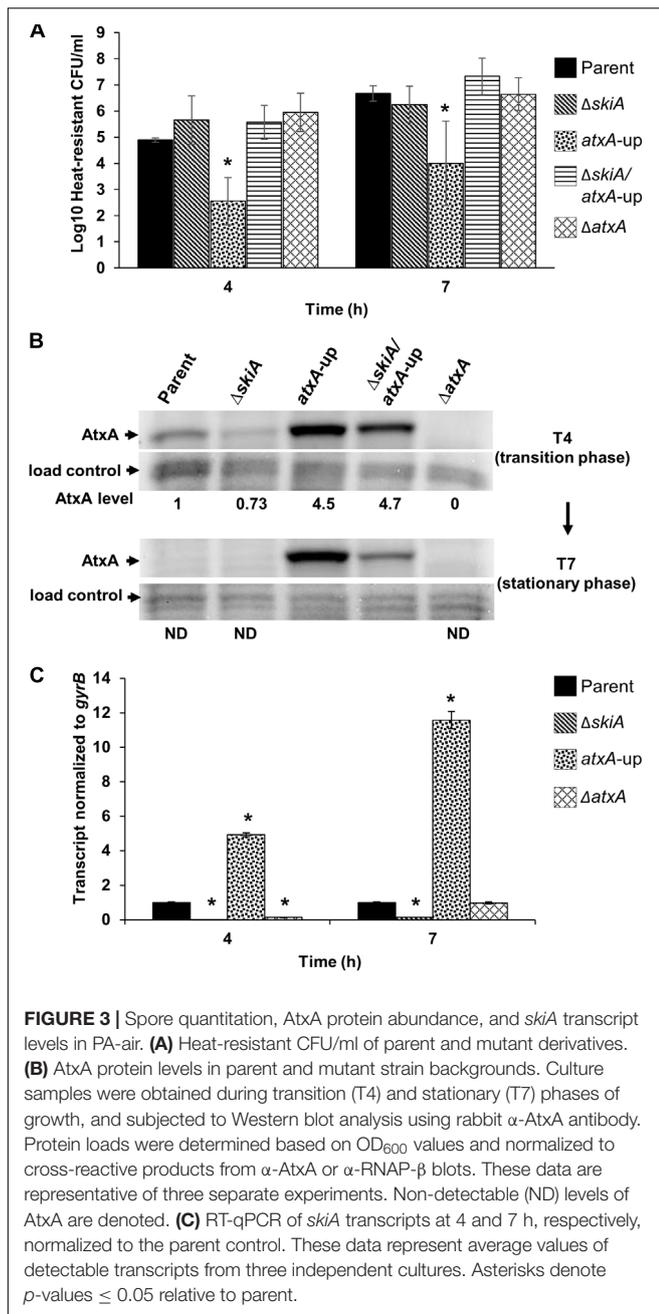 A
Log10 Heat-resistant CFU/ml
10
9
8
7
6
5
4
3
2
1
0
*
*
4
7
Time (h)
Parent
ΔskiA
atxA-up
ΔskiA/
atxA-up
ΔatxA
B
Parent
ΔskiA
atxA-up
ΔskiA/
atxA-up
ΔatxA
AtxA
load control
AtxA level 1 0.73 4.5 4.7 0
T4
(transition phase)
AtxA
load control
ND ND ND
T7
(stationary phase)
C
Transcript normalized to gyrB
14
12
10
8
6
4
2
0
*
*
*
*
*
4
7
Time (h)
Parent
ΔskiA
atxA-up
ΔatxA
FIGURE 3 | Spore quantitation, AtxA protein abundance, and skiA transcript
levels in PA-air. (A) Heat-resistant CFU/ml of parent and mutant derivatives.
(B) AtxA protein levels in parent and mutant strain backgrounds. Culture
samples were obtained during transition (T4) and stationary (T7) phases of
growth, and subjected to Western blot analysis using rabbit α-AtxA antibody.
Protein loads were determined based on OD600 values and normalized to
cross-reactive products from α-AtxA or α-RNAP-β blots. These data are
representative of three separate experiments. Non-detectable (ND) levels of
AtxA are denoted. (C) RT-qPCR of skiA transcripts at 4 and 7 h, respectively,
normalized to the parent control. These data represent average values of
detectable transcripts from three independent cultures. Asterisks denote
p-values ≤ 0.05 relative to parent.